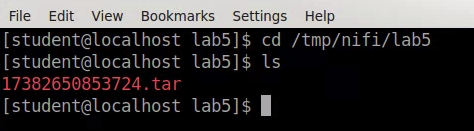 File Edit View Bookmarks Settings Help
[student@localhost lab5]$ cd /tmp/nifi/lab5
[student@localhost lab5]$ ls
17382650853724.tar
[student@localhost lab5]$